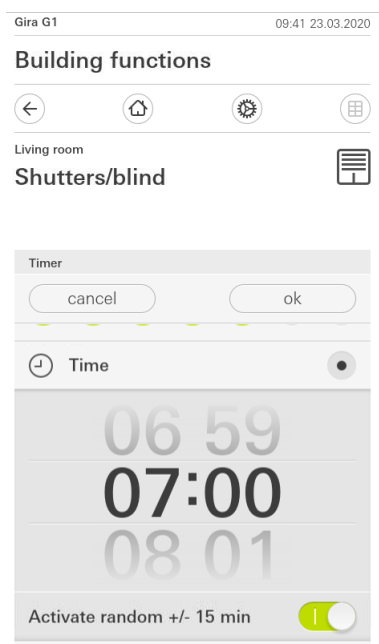 Gira G1 09:41 23.03.2020
Building functions
Living room
Shutters/blind
Timer
cancel ok
Time
06 59
07:00
08 01
Activate random +/- 15 min